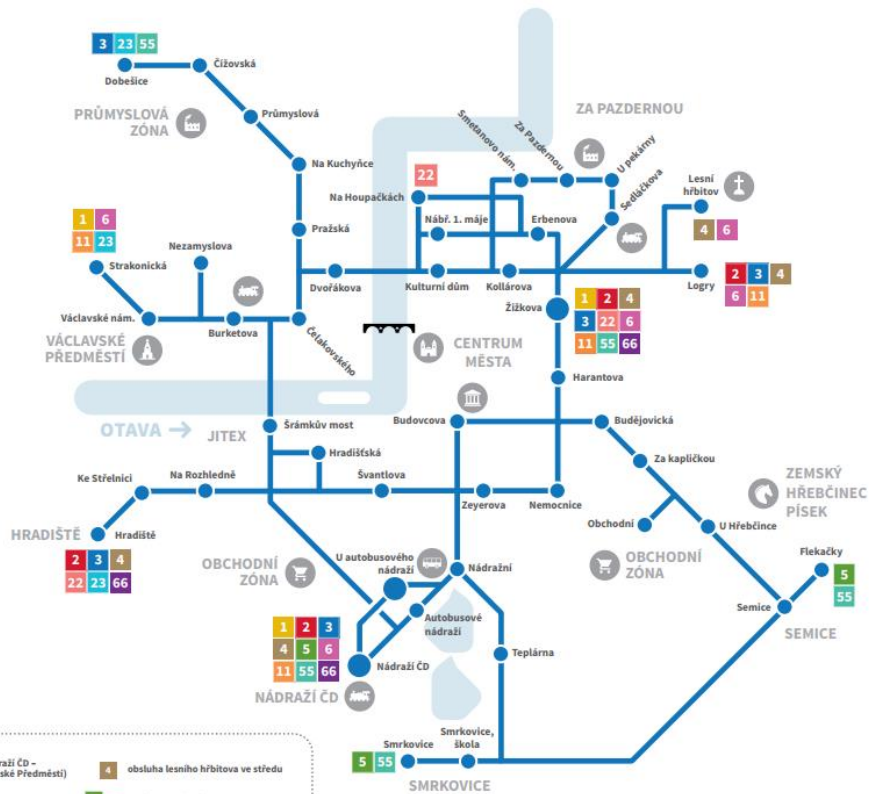 3 23 55
Dobešice
Čížovská
PRŮMYSLOVÁ
ZÓNA
Průmyslová
Na Kuchyňce
Pražská
ZA PAZDERNOU
Smetanovo nám.
Za Pazdernou
U pekárny
Sedláčkova
Lesní
hřbitov
4 6
22
Na Houpačkách
Nábř. 1. máje
Erbenova
1 6
11 23
Strakonická
Nezamyslova
Dvořákova
Kulturní dům
Kollárova
Logry
2 3 4
6 11
Žižkova
1 2 4
3 22 6
11 55 66
Václavské nám.
Burketova
Čelakovského
VÁCLAVSKÉ
PŘEDMĚSTÍ
CENTRUM
MĚSTA
Harantova
OTAVA →
JITEX
Šrámkův most
Budovcova
Budějovická
Hradišťská
Za kapličkou
Ke Střelnici
Na Rozhledně
Švantlova
Zeyerova
Nemocnice
ZEMSKÝ
HŘEBČINEC
PÍSEK
HRADIŠTĚ
Hradiště
2 3 4
22 23 66
Obchodní
U Hřebčince
OBCHODNÍ
ZÓNA
U autobusového
nádraží
Nádražní
OBCHODNÍ
ZÓNA
Flekačky
5
55
Autobusové
nádraží
Semice
SEMICE
1 2 3
4 5 6
11 55 66
Nádraží ČD
NÁDRAŽÍ ČD
Teplárna
Smrkovice
Smrkovice,
škola
5 55
SMRKOVICE
raží ČD –
ské Předměstí)
4 obsluha lesního hřbitova ve středu